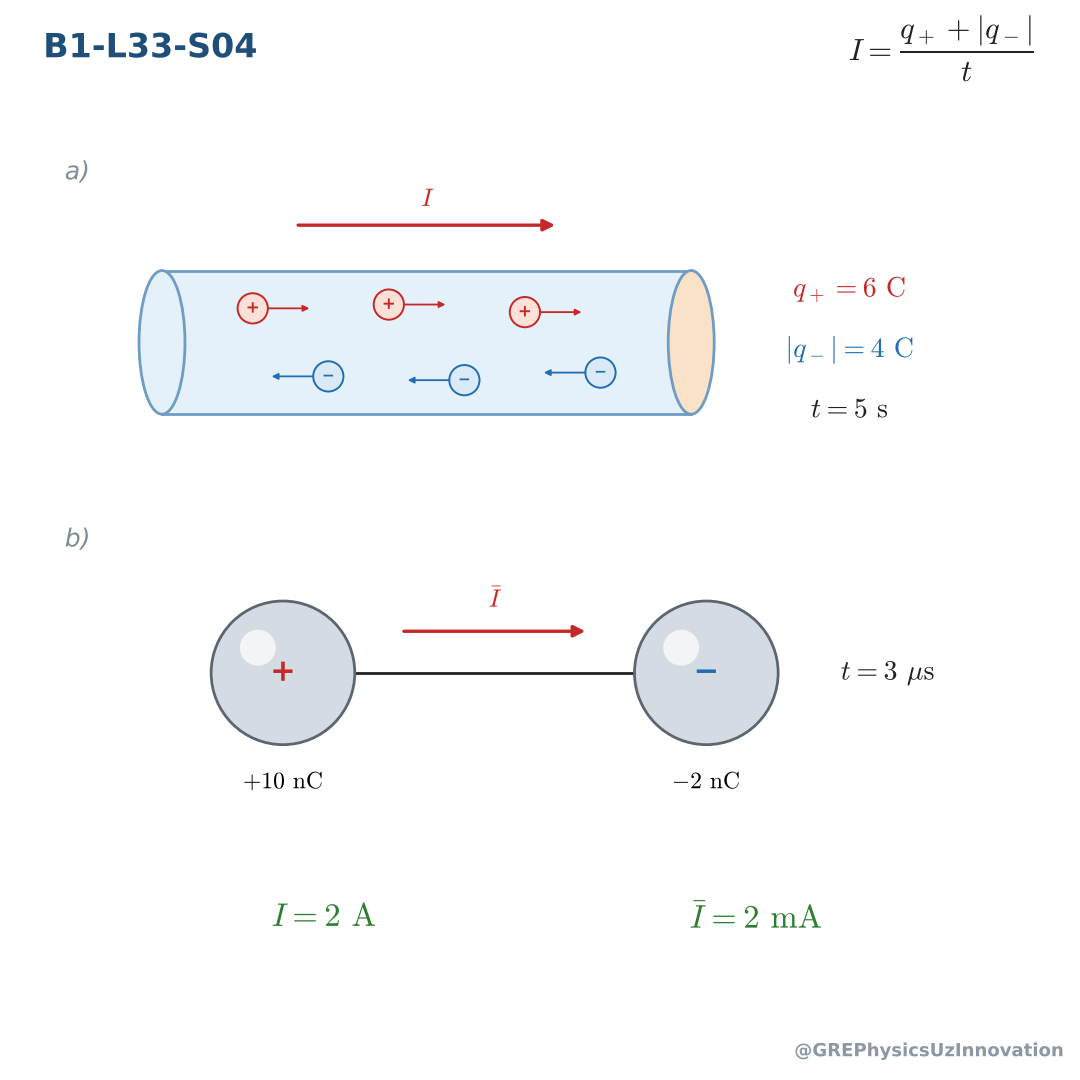 B1-L33-S04
I = (q₊ + |q₋|) / t
a)
I
+ + +
− − −
q₊ = 6 C
|q₋| = 4 C
t = 5 s
b)
Ī
+ −
t = 3 μs
+10 nC −2 nC
I = 2 A Ī = 2 mA
@GREPhysicsUzInnovation